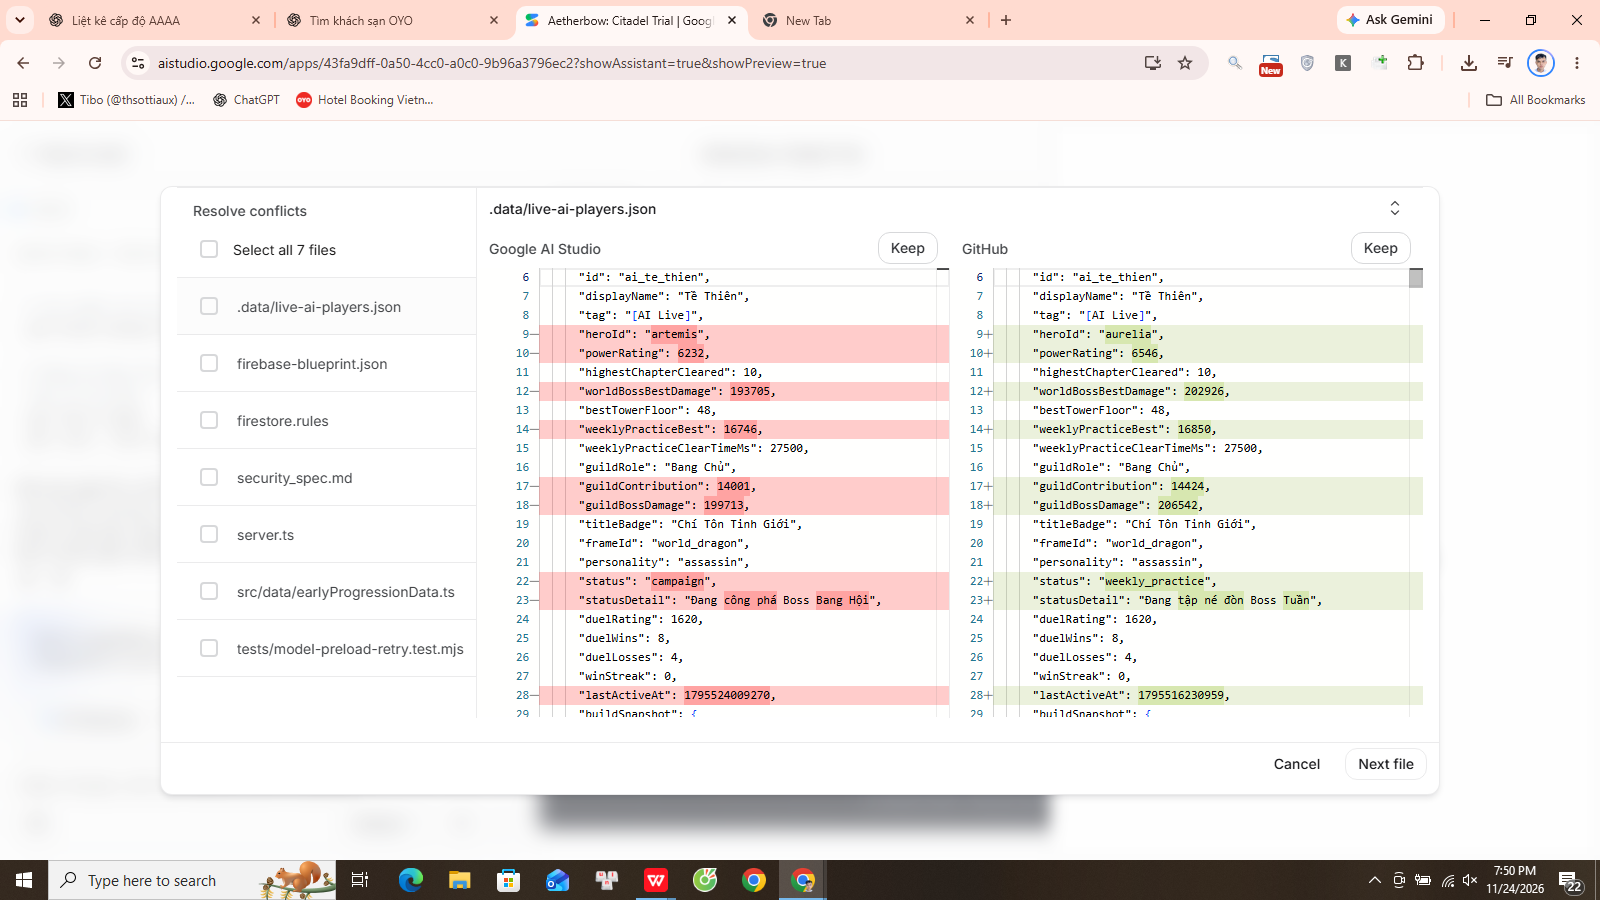 Liệt kê cấp độ AAAA
Tìm khách sạn OYO
Aetherbow: Citadel Trial | Goog
New Tab
Ask Gemini
aistudio.google.com/apps/43fa9dff-0a50-4cc0-a0c0-9b96a3796ec2?showAssistant=true&showPreview=true
New
K
Tibo (@thsottiaux) /...
ChatGPT
OYO
Hotel Booking Vietn...
All Bookmarks
Resolve conflicts
Select all 7 files
.data/live-ai-players.json
firebase-blueprint.json
firestore.rules
security_spec.md
server.ts
src/data/earlyProgressionData.ts
tests/model-preload-retry.test.mjs
.data/live-ai-players.json
Google AI Studio
Keep
6 "id": "ai_te_thien",
7 "displayName": "Tề Thiên",
8 "tag": "[AI Live]",
9− "heroId": "artemis",
10− "powerRating": 6232,
11 "highestChapterCleared": 10,
12− "worldBossBestDamage": 193705,
13 "bestTowerFloor": 48,
14− "weeklyPracticeBest": 16746,
15 "weeklyPracticeClearTimeMs": 27500,
16 "guildRole": "Bang Chủ",
17− "guildContribution": 14001,
18− "guildBossDamage": 199713,
19 "titleBadge": "Chí Tôn Tinh Giới",
20 "frameId": "world_dragon",
21 "personality": "assassin",
22− "status": "campaign",
23− "statusDetail": "Đang công phá Boss Bang Hội",
24 "duelRating": 1620,
25 "duelWins": 8,
26 "duelLosses": 4,
27 "winStreak": 0,
28− "lastActiveAt": 1795524009270,
29 "buildSnapshot": {
GitHub
Keep
6 "id": "ai_te_thien",
7 "displayName": "Tề Thiên",
8 "tag": "[AI Live]",
9+ "heroId": "aurelia",
10+ "powerRating": 6546,
11 "highestChapterCleared": 10,
12+ "worldBossBestDamage": 202926,
13 "bestTowerFloor": 48,
14+ "weeklyPracticeBest": 16850,
15 "weeklyPracticeClearTimeMs": 27500,
16 "guildRole": "Bang Chủ",
17+ "guildContribution": 14424,
18+ "guildBossDamage": 206542,
19 "titleBadge": "Chí Tôn Tinh Giới",
20 "frameId": "world_dragon",
21 "personality": "assassin",
22+ "status": "weekly_practice",
23+ "statusDetail": "Đang tập né đòn Boss Tuần",
24 "duelRating": 1620,
25 "duelWins": 8,
26 "duelLosses": 4,
27 "winStreak": 0,
28+ "lastActiveAt": 1795516230959,
29 "buildSnapshot": {
Cancel
Next file
Type here to search
7:50 PM
11/24/2026
22